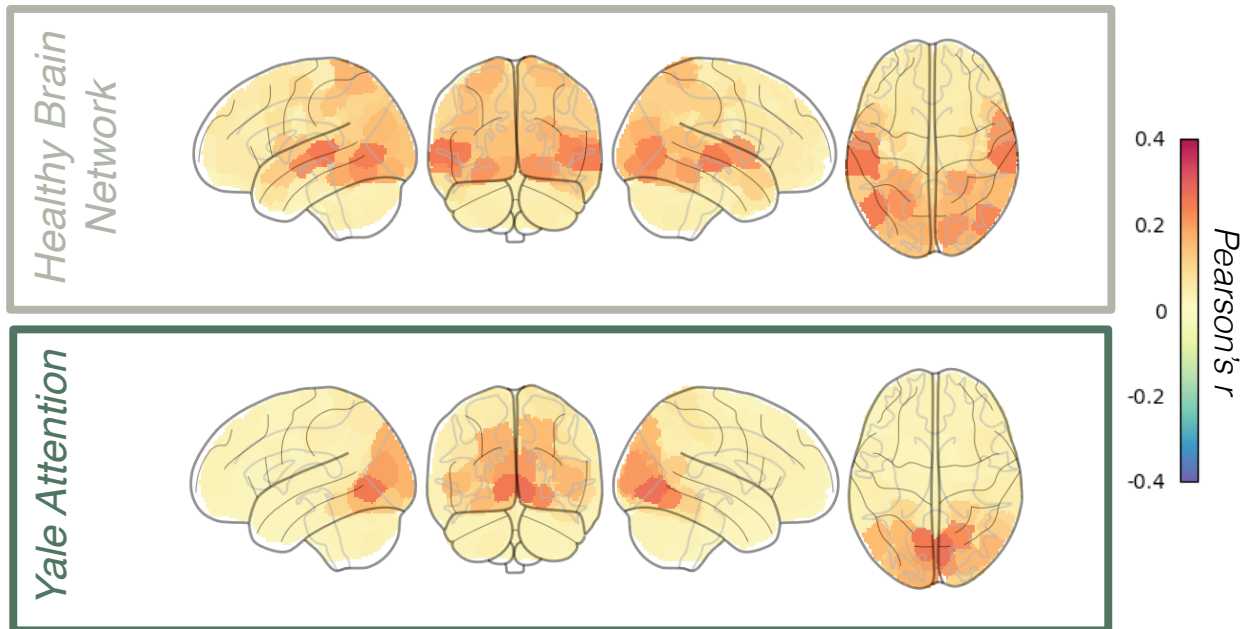 Healthy Brain
Network
Yale Attention
0.4
0.2
0
-0.2
-0.4
Pearson's r